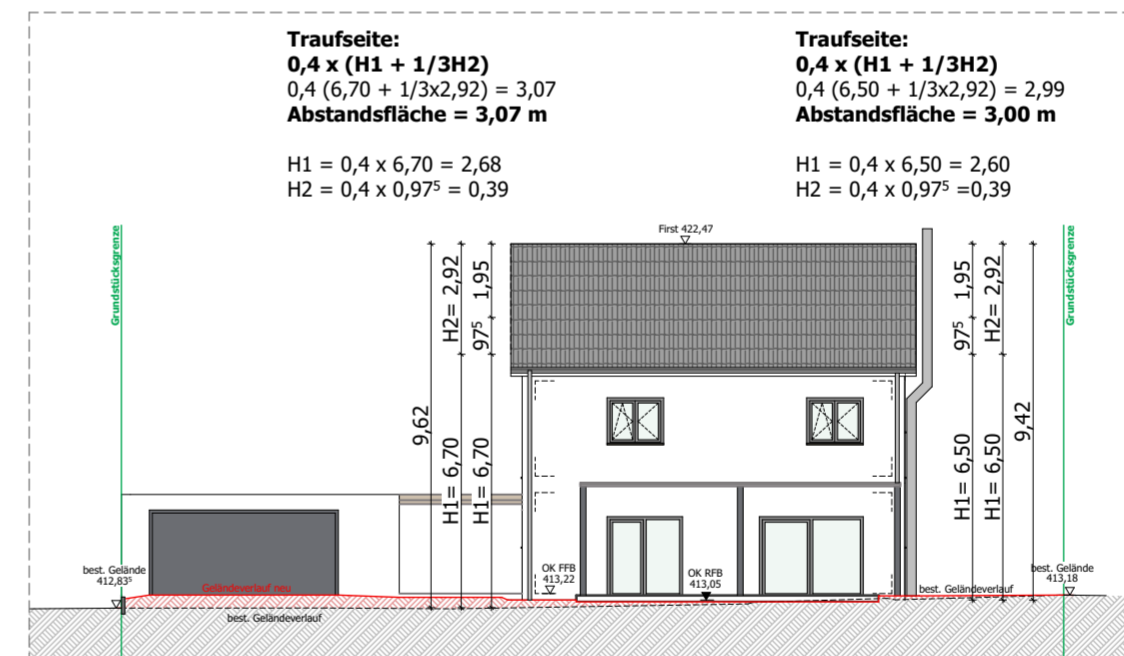 Traufseite:
0,4 x (H1 + 1/3H2)
0,4 (6,70 + 1/3x2,92) = 3,07
Abstandsfläche = 3,07 m
H1 = 0,4 x 6,70 = 2,68
H2 = 0,4 x 0,97⁵ = 0,39
Traufseite:
0,4 x (H1 + 1/3H2)
0,4 (6,50 + 1/3x2,92) = 2,99
Abstandsfläche = 3,00 m
H1 = 0,4 x 6,50 = 2,60
H2 = 0,4 x 0,97⁵ =0,39
Grundstücksgrenze
First 422,47
Grundstücksgrenze
9,62
H2= 2,92
H1= 6,70
1,95
97⁵
H1= 6,70
1,95
97⁵
H1= 6,50
H2= 2,92
H1= 6,50
9,42
best. Gelände
412,83⁵
Geländeverlauf neu
best. Geländeverlauf
OK FFB
413,22
OK RFB
413,05
best. Geländeverlauf
best. Gelände
413,18